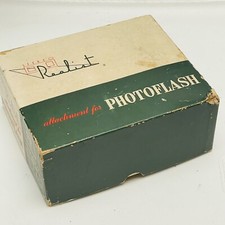 Realist
attachment for PHOTOFLASH